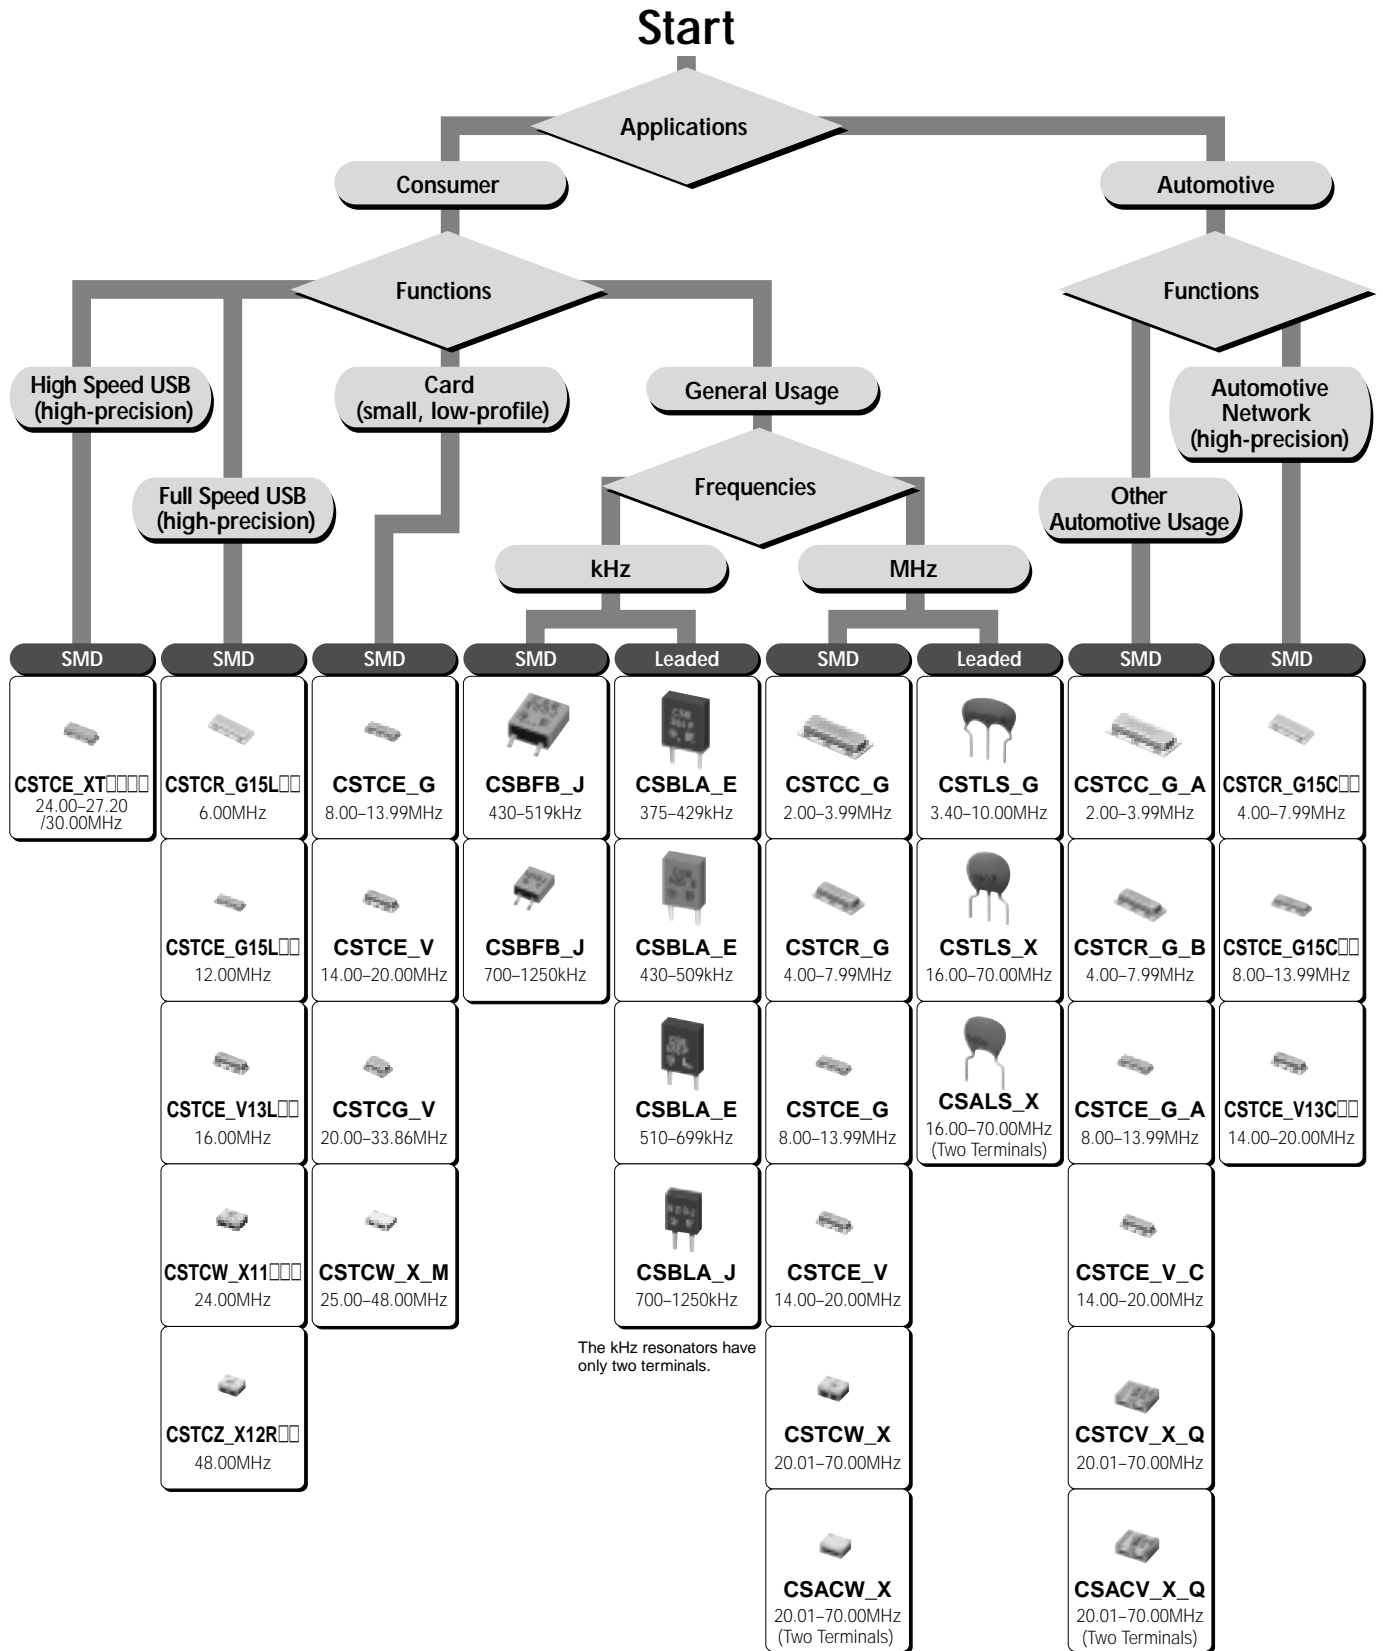 Start
Applications
Consumer
Automotive
Functions
Functions
High Speed USB
(high-precision)
Card
(small, low-profile)
General Usage
Automotive
Network
(high-precision)
Full Speed USB
(high-precision)
Frequencies
Other
Automotive Usage
kHz
MHz
SMD
SMD
SMD
SMD
Leaded
SMD
Leaded
SMD
SMD
CSTCE_XT□□□□
24.00–27.20
/30.00MHz
CSTCR_G15L□□
6.00MHz
CSTCE_G
8.00–13.99MHz
CSBFB_J
430–519kHz
CSBLA_E
375–429kHz
CSTCC_G
2.00–3.99MHz
CSTLS_G
3.40–10.00MHz
CSTCC_G_A
2.00–3.99MHz
CSTCR_G15C□□
4.00–7.99MHz
CSTCE_G15L□□
12.00MHz
CSTCE_V
14.00–20.00MHz
CSBFB_J
700–1250kHz
CSBLA_E
430–509kHz
CSTCR_G
4.00–7.99MHz
CSTLS_X
16.00–70.00MHz
CSTCR_G_B
4.00–7.99MHz
CSTCE_G15C□□
8.00–13.99MHz
CSTCE_V13L□□
16.00MHz
CSTCG_V
20.00–33.86MHz
CSBLA_E
510–699kHz
CSTCE_G
8.00–13.99MHz
CSALS_X
16.00–70.00MHz
(Two Terminals)
CSTCE_G_A
8.00–13.99MHz
CSTCE_V13C□□
14.00–20.00MHz
CSTCW_X11□□□
24.00MHz
CSTCW_X_M
25.00–48.00MHz
CSBLA_J
700–1250kHz
CSTCE_V
14.00–20.00MHz
CSTCE_V_C
14.00–20.00MHz
The kHz resonators have
only two terminals.
CSTCZ_X12R□□
48.00MHz
CSTCW_X
20.01–70.00MHz
CSTCV_X_Q
20.01–70.00MHz
CSACW_X
20.01–70.00MHz
(Two Terminals)
CSACV_X_Q
20.01–70.00MHz
(Two Terminals)